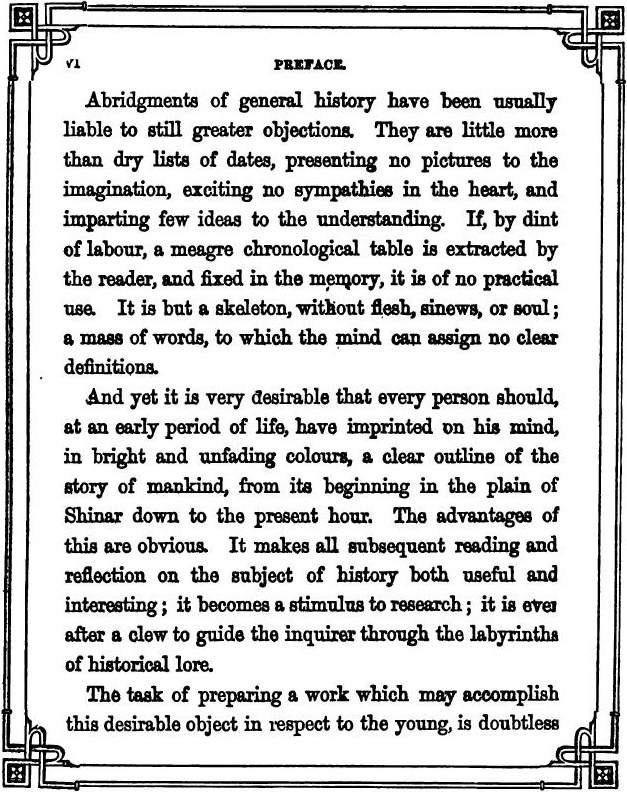 vi PREFACE.
Abridgments of general history have been usually
liable to still greater objections. They are little more
than dry lists of dates, presenting no pictures to the
imagination, exciting no sympathies in the heart, and
imparting few ideas to the understanding. If, by dint
of labour, a meagre chronological table is extracted by
the reader, and fixed in the memory, it is of no practical
use. It is but a skeleton, without flesh, sinews, or soul;
a mass of words, to which the mind can assign no clear
definitions.
And yet it is very desirable that every person should,
at an early period of life, have imprinted on his mind,
in bright and unfading colours, a clear outline of the
story of mankind, from its beginning in the plain of
Shinar down to the present hour. The advantages of
this are obvious. It makes all subsequent reading and
reflection on the subject of history both useful and
interesting; it becomes a stimulus to research; it is ever
after a clew to guide the inquirer through the labyrinths
of historical lore.
The task of preparing a work which may accomplish
this desirable object in respect to the young, is doubtless